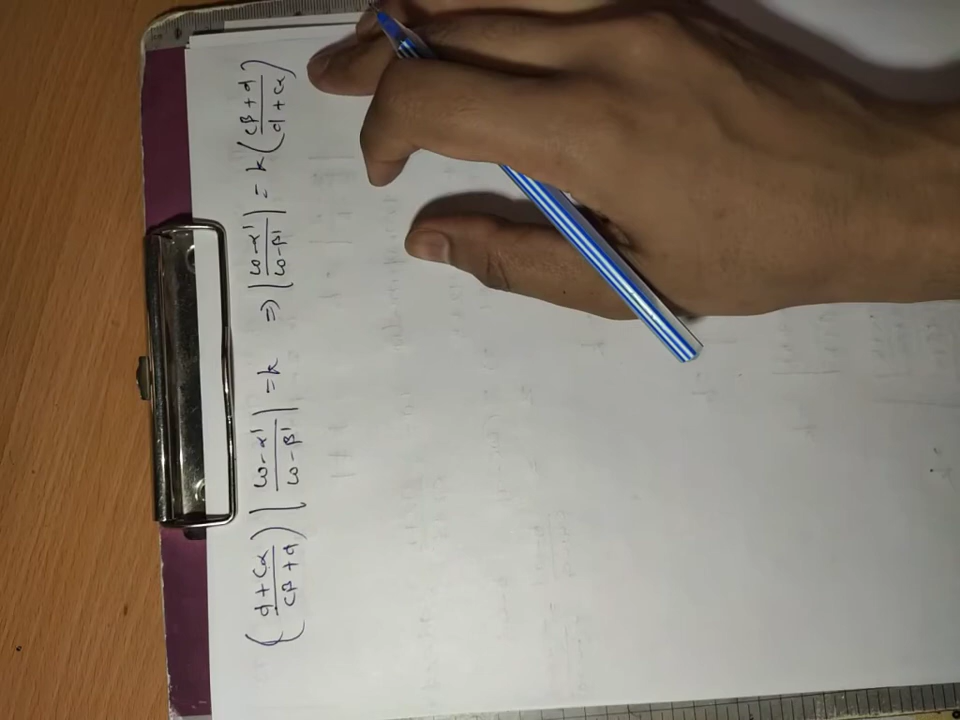 (d+cα / cβ+d) |ω-α' / ω-β'| = k ⇒ |ω-α' / ω-β'| = k (cβ+d / d+cα)